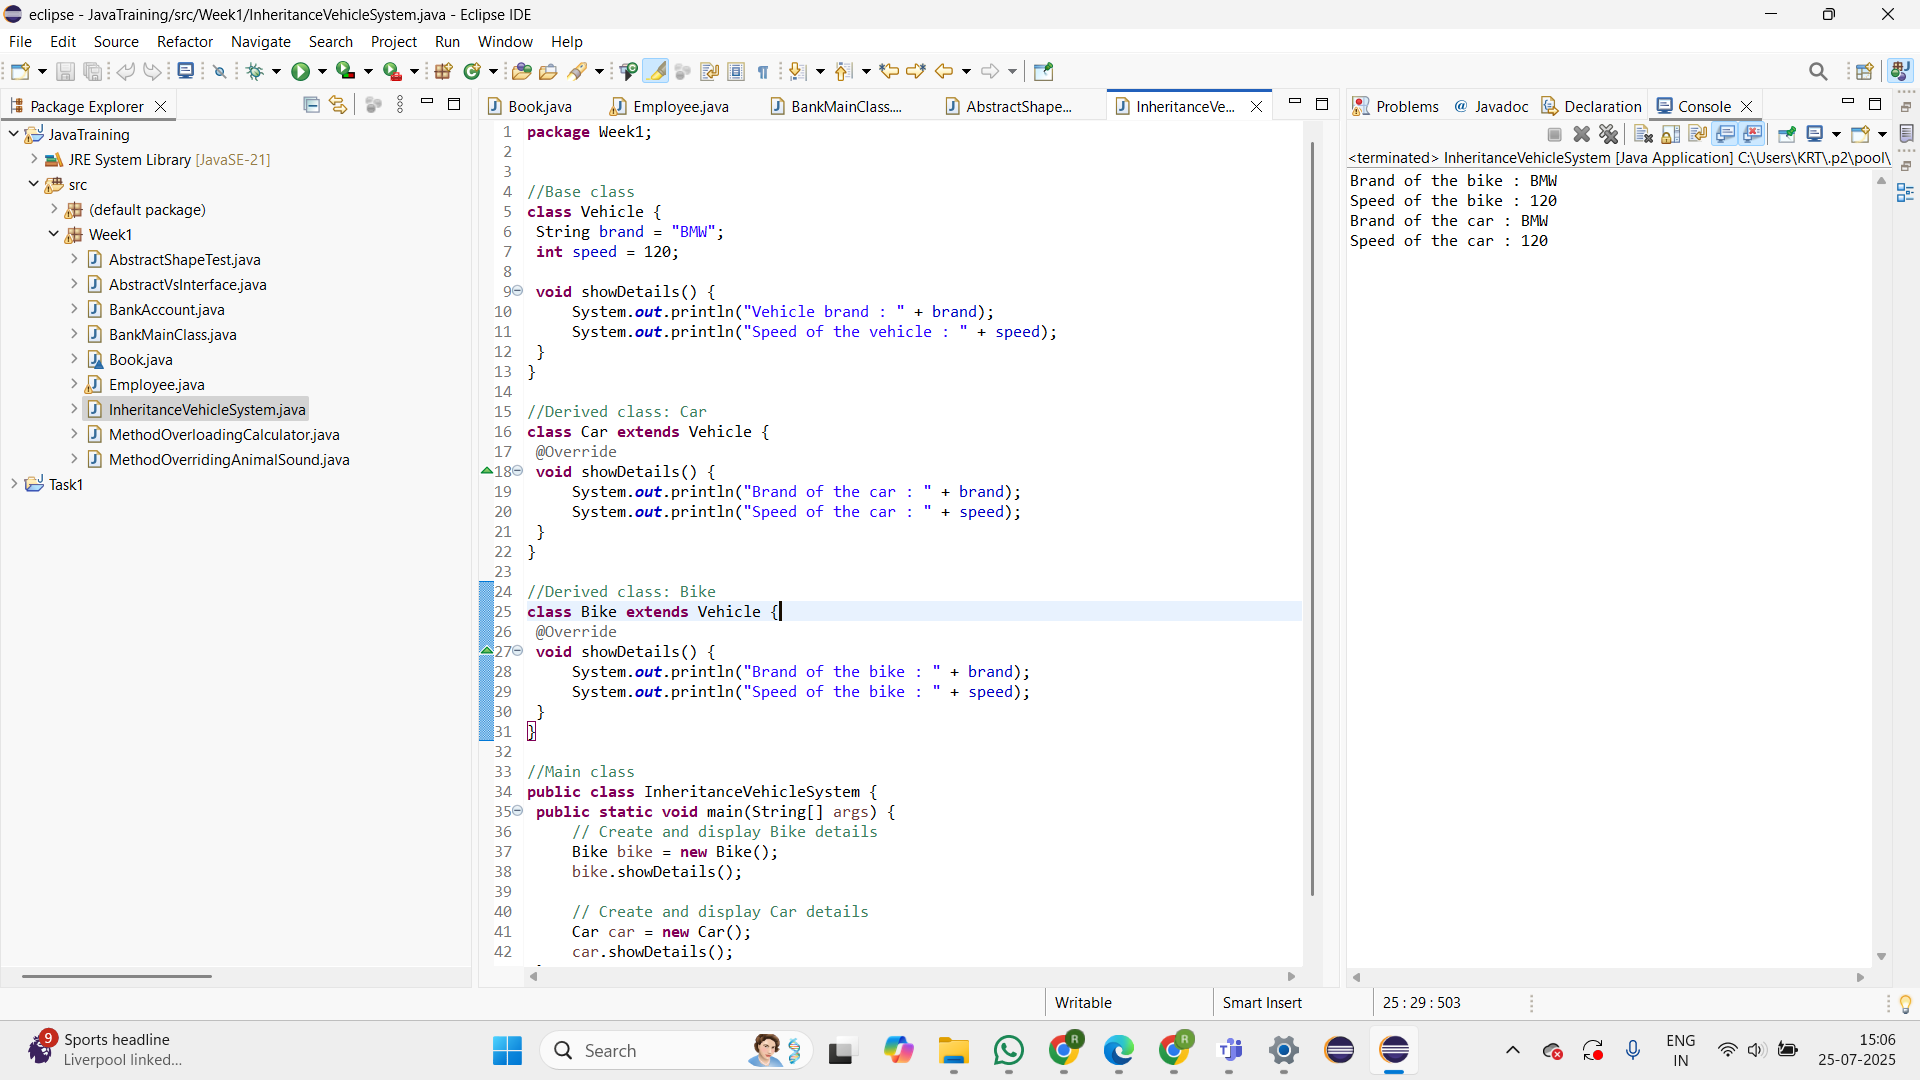 eclipse - JavaTraining/src/Week1/InheritanceVehicleSystem.java - Eclipse IDE
File Edit Source Refactor Navigate Search Project Run Window Help
Package Explorer
JavaTraining
JRE System Library [JavaSE-21]
src
(default package)
Week1
AbstractShapeTest.java
AbstractVsInterface.java
BankAccount.java
BankMainClass.java
Book.java
Employee.java
InheritanceVehicleSystem.java
MethodOverloadingCalculator.java
MethodOverridingAnimalSound.java
Task1
Book.java Employee.java BankMainClass.... AbstractShape... InheritanceVe...
1 package Week1;
2
3
4 //Base class
5 class Vehicle {
6 String brand = "BMW";
7 int speed = 120;
8
9 void showDetails() {
10 System.out.println("Vehicle brand : " + brand);
11 System.out.println("Speed of the vehicle : " + speed);
12 }
13 }
14
15 //Derived class: Car
16 class Car extends Vehicle {
17 @Override
18 void showDetails() {
19 System.out.println("Brand of the car : " + brand);
20 System.out.println("Speed of the car : " + speed);
21 }
22 }
23
24 //Derived class: Bike
25 class Bike extends Vehicle {
26 @Override
27 void showDetails() {
28 System.out.println("Brand of the bike : " + brand);
29 System.out.println("Speed of the bike : " + speed);
30 }
31 }
32
33 //Main class
34 public class InheritanceVehicleSystem {
35 public static void main(String[] args) {
36 // Create and display Bike details
37 Bike bike = new Bike();
38 bike.showDetails();
39
40 // Create and display Car details
41 Car car = new Car();
42 car.showDetails();
Problems @ Javadoc Declaration Console
<terminated> InheritanceVehicleSystem [Java Application] C:\Users\KRT\.p2\pool\
Brand of the bike : BMW
Speed of the bike : 120
Brand of the car : BMW
Speed of the car : 120
Writable Smart Insert 25 : 29 : 503
9
Sports headline
Liverpool linked...
Search
R
R
ENG
IN
15:06
25-07-2025